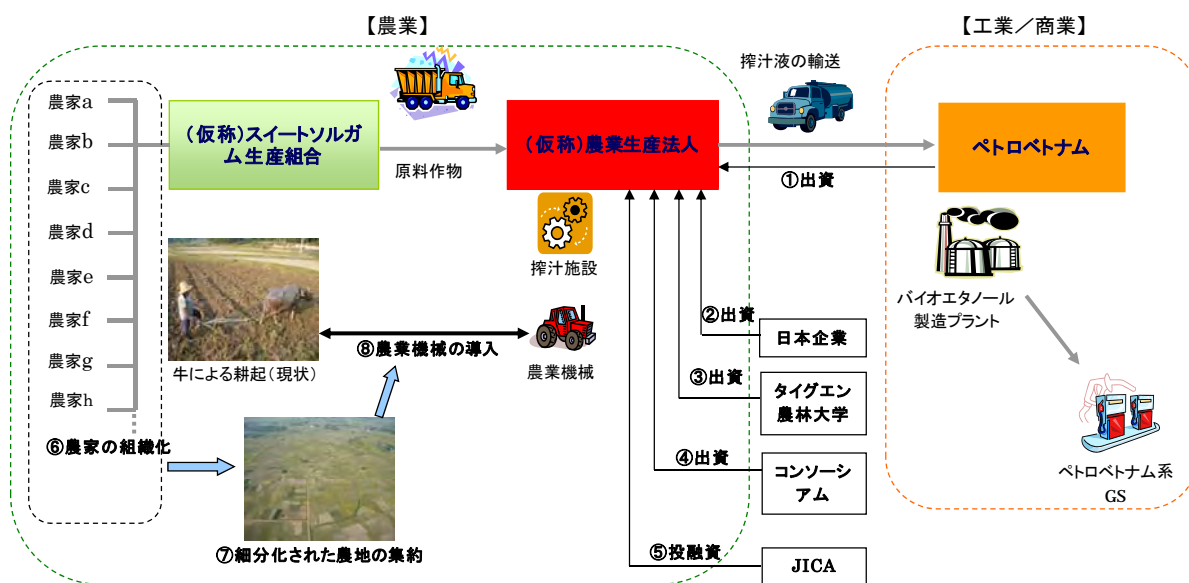 【農業】
【工業／商業】
農家a
農家b
農家c
農家d
農家e
農家f
農家g
農家h
⑥農家の組織化
（仮称）スイートソルガ
ム生産組合
原料作物
（仮称）農業生産法人
搾汁液の輸送
①出資
ペトロベトナム
搾汁施設
牛による耕起（現状）
⑧農業機械の導入
農業機械
⑦細分化された農地の集約
②出資
日本企業
③出資
タイグエン
農林大学
④出資
コンソーシ
アム
⑤投融資
JICA
バイオエタノール
製造プラント
ペトロベトナム系
GS